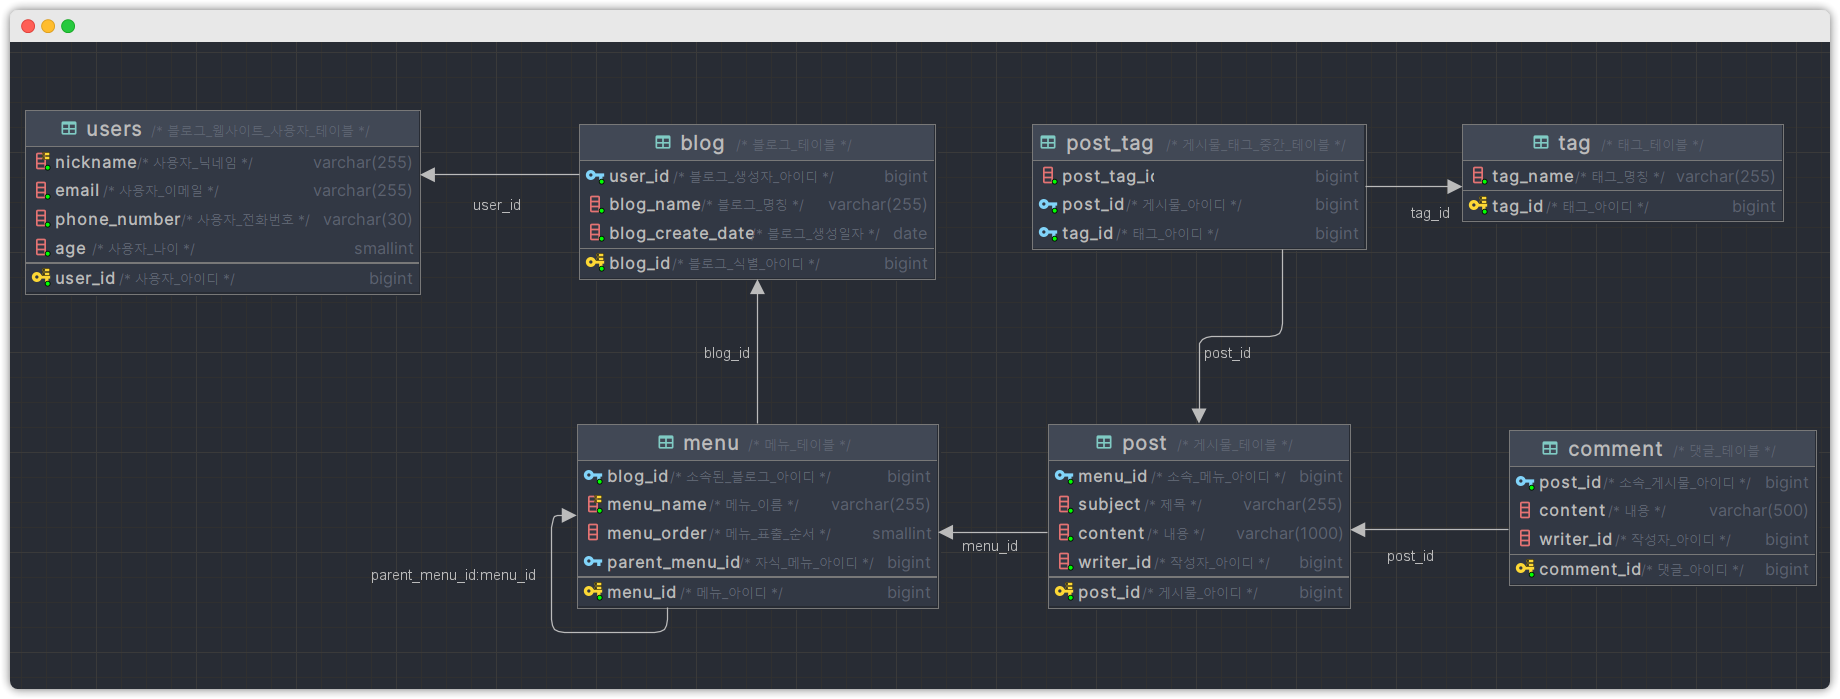 users /* 블로그_웹사이트_사용자_테이블 */
nickname /* 사용자_닉네임 */ varchar(255)
email /* 사용자_이메일 */ varchar(255)
phone_number /* 사용자_전화번호 */ varchar(30)
age /* 사용자_나이 */ smallint
user_id /* 사용자_아이디 */ bigint
user_id
blog /* 블로그_테이블 */
user_id /* 블로그_생성자_아이디 */ bigint
blog_name /* 블로그_명칭 */ varchar(255)
blog_create_date /* 블로그_생성일자 */ date
blog_id /* 블로그_식별_아이디 */ bigint
post_tag /* 게시물_태그_중간_테이블 */
post_tag_id bigint
post_id /* 게시물_아이디 */ bigint
tag_id /* 태그_아이디 */ bigint
tag_id
tag /* 태그_테이블 */
tag_name /* 태그_명칭 */ varchar(255)
tag_id /* 태그_아이디 */ bigint
blog_id
post_id
menu /* 메뉴_테이블 */
blog_id /* 소속된_블로그_아이디 */ bigint
menu_name /* 메뉴_이름 */ varchar(255)
menu_order /* 메뉴_표출_순서 */ smallint
parent_menu_id /* 자식_메뉴_아이디 */ bigint
menu_id /* 메뉴_아이디 */ bigint
parent_menu_id:menu_id
menu_id
post /* 게시물_테이블 */
menu_id /* 소속_메뉴_아이디 */ bigint
subject /* 제목 */ varchar(255)
content /* 내용 */ varchar(1000)
writer_id /* 작성자_아이디 */ bigint
post_id /* 게시물_아이디 */ bigint
post_id
comment /* 댓글_테이블 */
post_id /* 소속_게시물_아이디 */ bigint
content /* 내용 */ varchar(500)
writer_id /* 작성자_아이디 */ bigint
comment_id /* 댓글_아이디 */ bigint